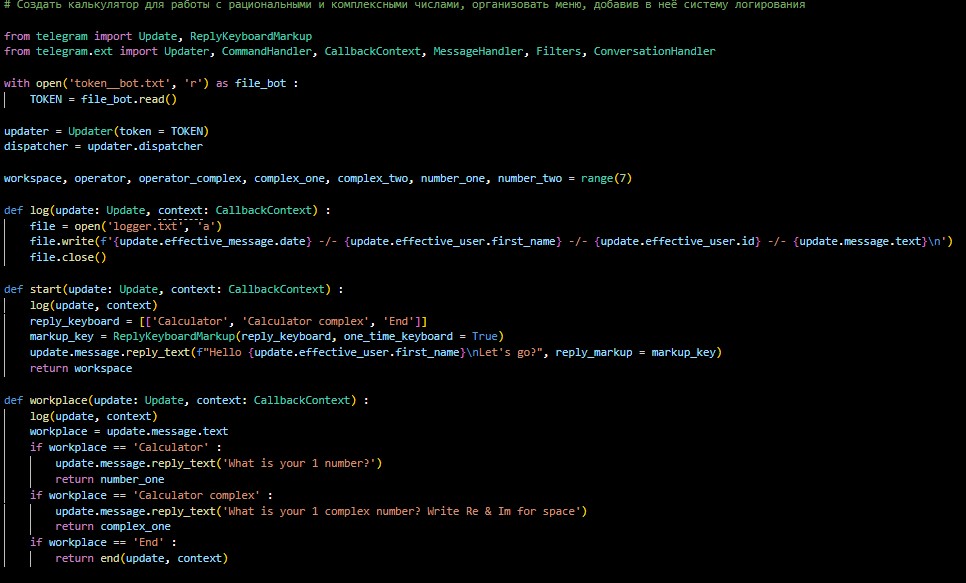 # Создать калькулятор для работы с рациональными и комплексными числами, организовать меню, добавив в неё систему логирования
from telegram import Update, ReplyKeyboardMarkup
from telegram.ext import Updater, CommandHandler, CallbackContext, MessageHandler, Filters, ConversationHandler
with open('token__bot.txt', 'r') as file_bot :
    TOKEN = file_bot.read()
updater = Updater(token = TOKEN)
dispatcher = updater.dispatcher
workspace, operator, operator_complex, complex_one, complex_two, number_one, number_two = range(7)
def log(update: Update, context: CallbackContext) :
    file = open('logger.txt', 'a')
    file.write(f'{update.effective_message.date} -/- {update.effective_user.first_name} -/- {update.effective_user.id} -/- {update.message.text}\n')
    file.close()
def start(update: Update, context: CallbackContext) :
    log(update, context)
    reply_keyboard = [['Calculator', 'Calculator complex', 'End']]
    markup_key = ReplyKeyboardMarkup(reply_keyboard, one_time_keyboard = True)
    update.message.reply_text(f"Hello {update.effective_user.first_name}\nLet's go?", reply_markup = markup_key)
    return workspace
def workplace(update: Update, context: CallbackContext) :
    log(update, context)
    workplace = update.message.text
    if workplace == 'Calculator' :
        update.message.reply_text('What is your 1 number?')
        return number_one
    if workplace == 'Calculator complex' :
        update.message.reply_text('What is your 1 complex number? Write Re & Im for space')
        return complex_one
    if workplace == 'End' :
        return end(update, context)